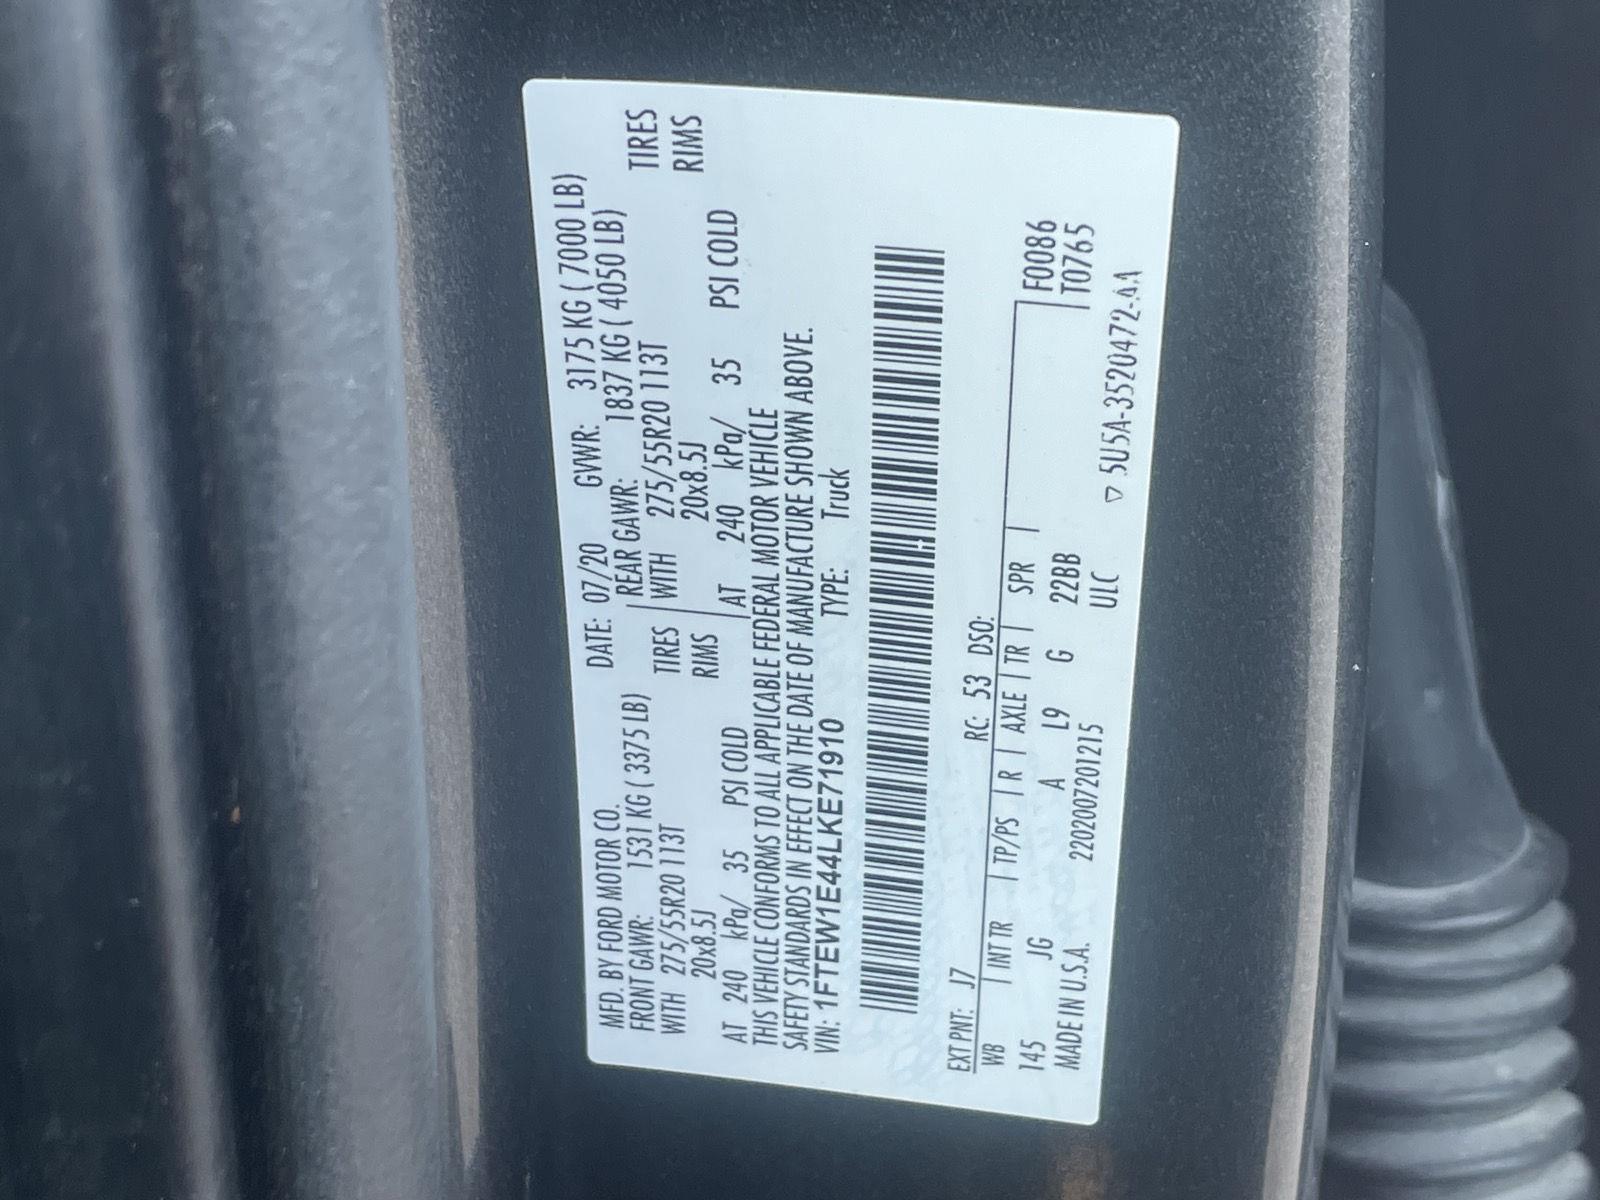 MFD. BY FORD MOTOR CO. DATE: 07/20 GVWR: 3175 KG ( 7000 LB)
FRONT GAWR: 1531 KG ( 3375 LB) REAR GAWR: 1837 KG ( 4050 LB)
WITH 275/55R20 113T TIRES WITH 275/55R20 113T TIRES
20x8.5J RIMS 20x8.5J RIMS
AT 240 kPa/ 35 PSI COLD AT 240 kPa/ 35 PSI COLD
THIS VEHICLE CONFORMS TO ALL APPLICABLE FEDERAL MOTOR VEHICLE
SAFETY STANDARDS IN EFFECT ON THE DATE OF MANUFACTURE SHOWN ABOVE.
VIN: 1FTEW1E44LKE71910 TYPE: Truck
EXT PNT: J7 RC: 53 DSO:
WB | INT TR | TP/PS | R | AXLE | TR | SPR | F0086
145 JG A L9 G 22BB T0765
MADE IN U.S.A. 2202007201215 ULC
▽ 5U5A-3520472-AA